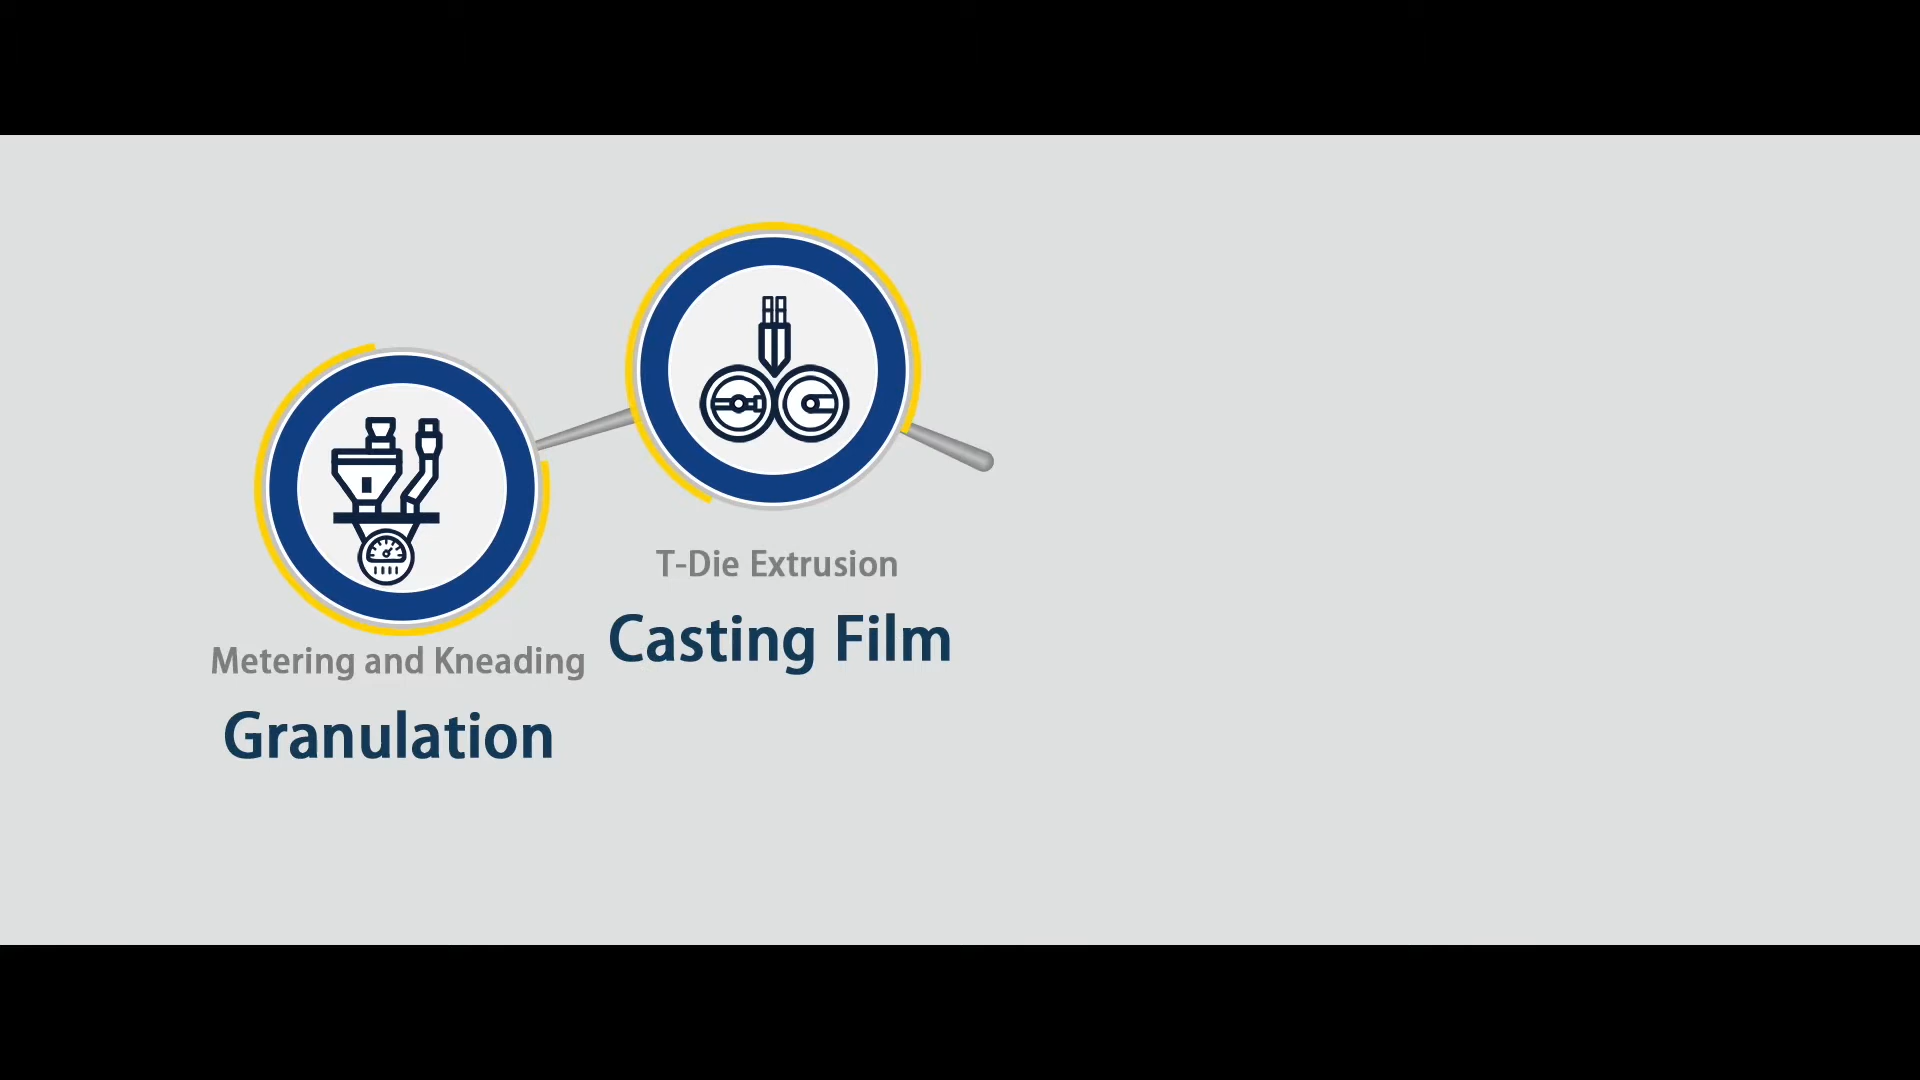 Metering and Kneading
Granulation
T-Die Extrusion
Casting Film